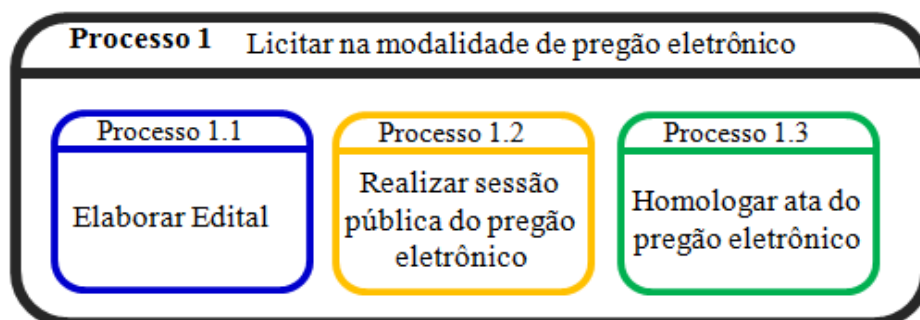 Processo 1 Licitar na modalidade de pregão eletrônico
Processo 1.1
Elaborar Edital
Processo 1.2
Realizar sessão
pública do pregão
eletrônico
Processo 1.3
Homologar ata do
pregão eletrônico